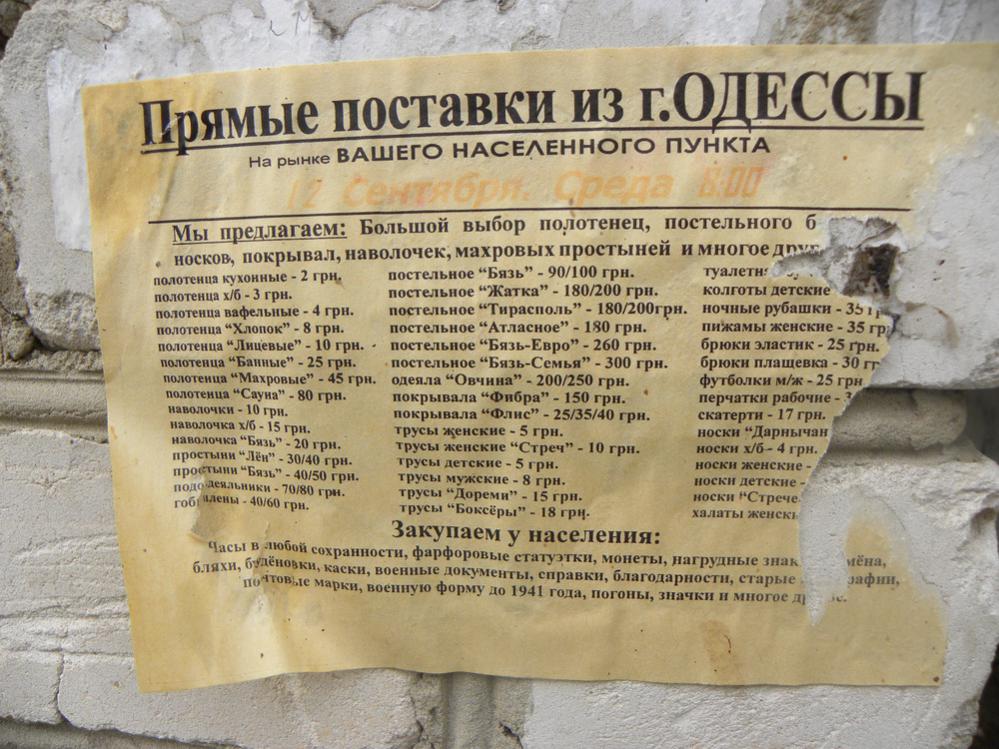 Прямые поставки из г.ОДЕССЫ
На рынке ВАШЕГО НАСЕЛЕННОГО ПУНКТА
12 Сентября. Среда 8:00
Мы предлагаем: Большой выбор полотенец, постельного б
носков, покрывал, наволочек, махровых простыней и многое друг
полотенца кухонные - 2 грн.
полотенца х/б - 3 грн.
полотенца вафельные - 4 грн.
полотенца “Хлопок” - 8 грн.
полотенца “Лицевые” - 10 грн.
полотенца “Банные” - 25 грн.
полотенца “Махровые” - 45 грн.
полотенца “Сауна” - 80 грн.
наволочки - 10 грн.
наволочка х/б - 15 грн.
наволочка “Бязь” - 20 грн.
простыни “Лён” - 30/40 грн.
простыни “Бязь” - 40/50 грн.
пододеяльники - 70/80 грн.
гобелены - 40/60 грн.
постельное “Бязь” - 90/100 грн.
постельное “Жатка” - 180/200 грн.
постельное “Тирасполь” - 180/200грн.
постельное “Атласное” - 180 грн.
постельное “Бязь-Евро” - 260 грн.
постельное “Бязь-Семья” - 300 грн.
одеяла “Овчина” - 200/250 грн.
покрывала “Фибра” - 150 грн.
покрывала “Флис” - 25/35/40 грн.
трусы женские - 5 грн.
трусы женские “Стреч” - 10 грн.
трусы детские - 5 грн.
трусы мужские - 8 грн.
трусы “Дореми” - 15 грн.
трусы “Боксёры” - 18 грн.
туалетн
колготы детские
ночные рубашки - 35 гр
пижамы женские - 35 гр
брюки эластик - 25 грн.
брюки плащевка - 30 гр
футболки м/ж - 25 грн
перчатки рабочие - 3
скатерти - 17 грн.
носки “Дарнычан
носки х/б - 4 грн.
носки женские -
носки детские -
носки “Стрече
халаты женски
Закупаем у населения:
Часы в любой сохранности, фарфоровые статуэтки, монеты, нагрудные знак мёна,
бляхи, будёновки, каски, военные документы, справки, благодарности, старые графии,
почтовые марки, военную форму до 1941 года, погоны, значки и многое др